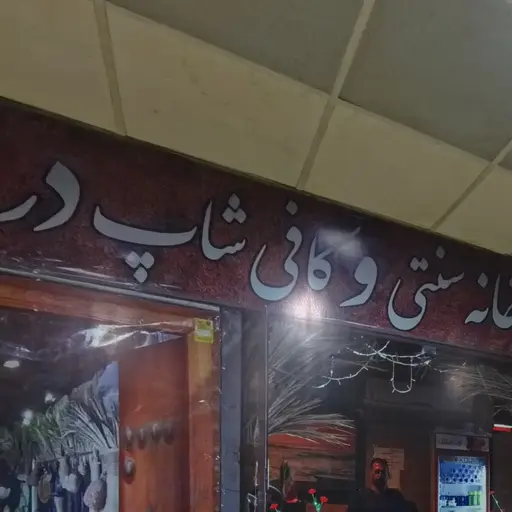 خانه سنتی و کافی شاپ در